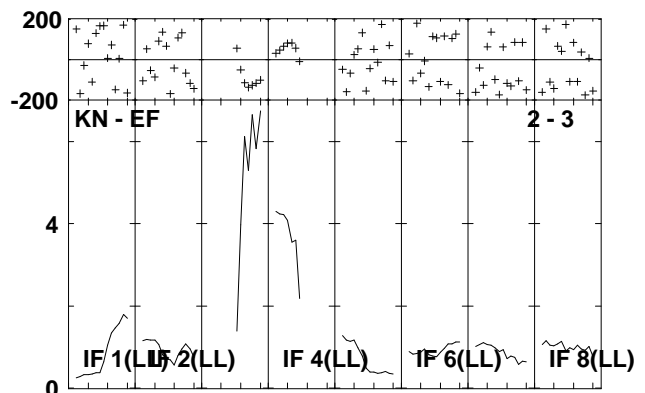 200
-200
KN - EF 2 - 3
4
IF 1(LL) IF 2(LL) IF 4(LL) IF 6(LL) IF 8(LL)
0